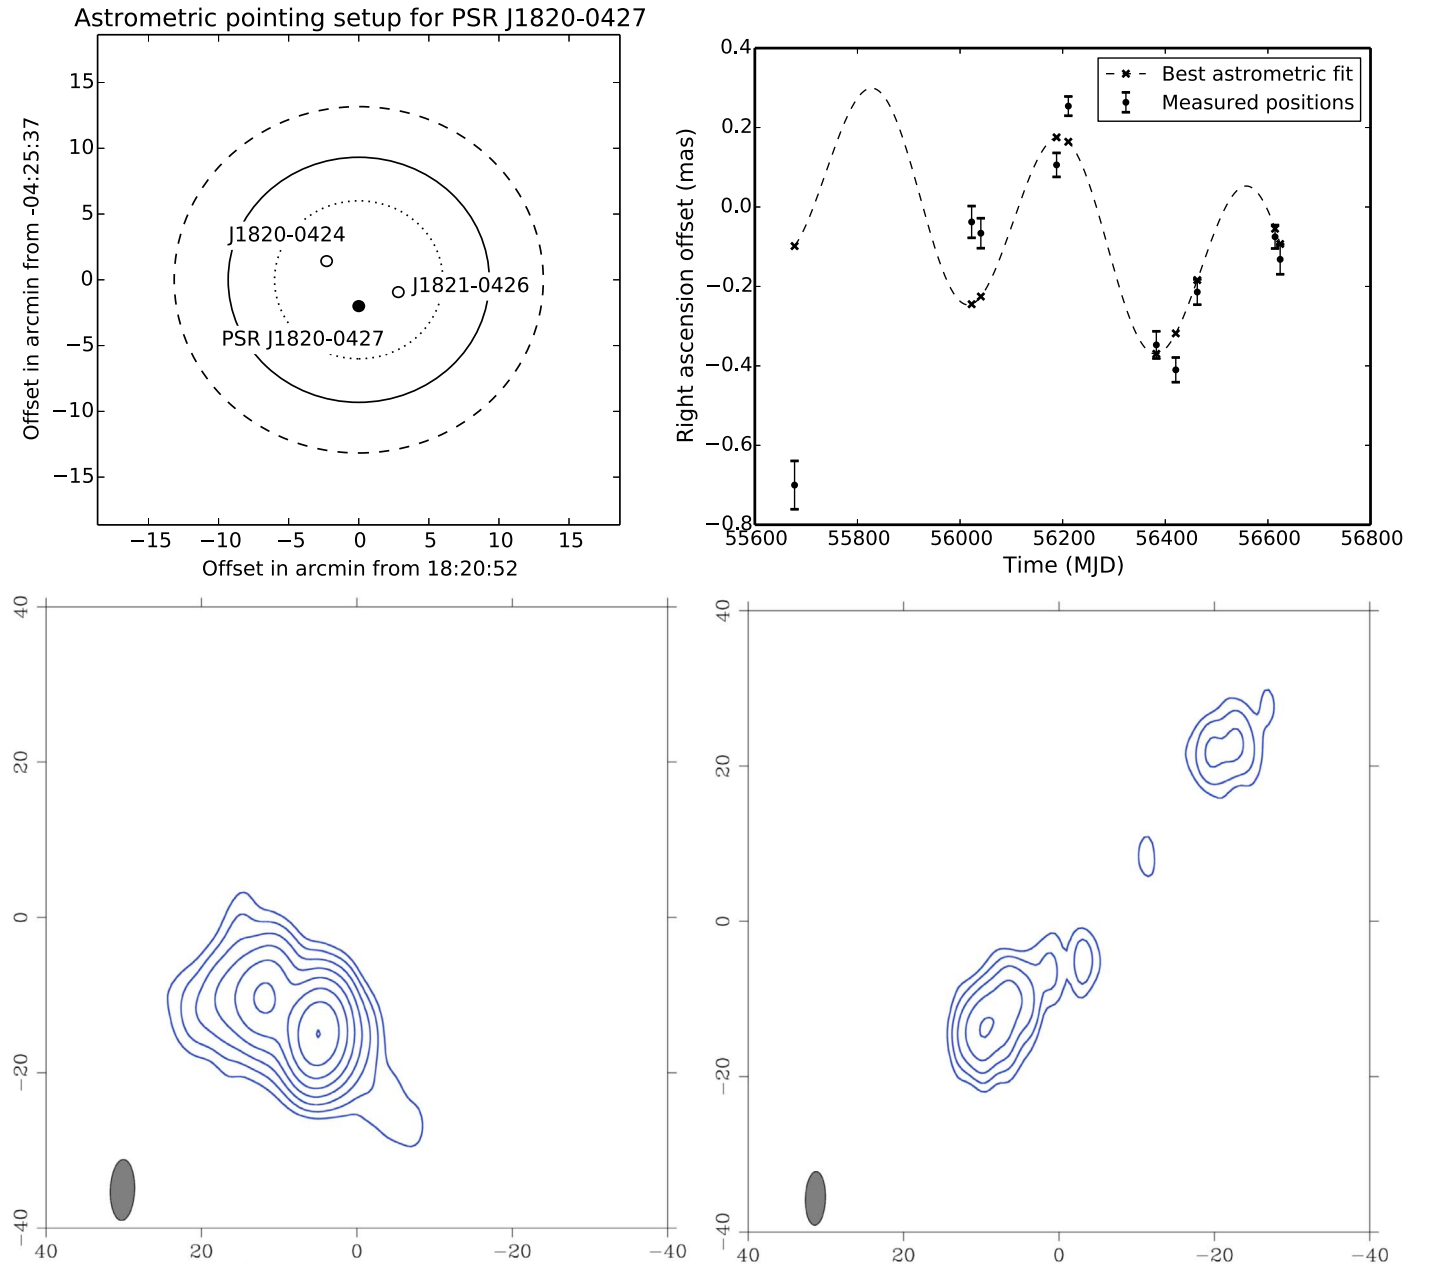 Astrometric pointing setup for PSR J1820-0427
Offset in arcmin from -04:25:37
15
10
5
0
−5
−10
−15
J1820-0424
J1821-0426
PSR J1820-0427
−15 −10 −5 0 5 10 15
Offset in arcmin from 18:20:52
Right ascension offset (mas)
0.4
0.2
0.0
−0.2
−0.4
−0.6
−0.8
Best astrometric fit
Measured positions
55600 55800 56000 56200 56400 56600 56800
Time (MJD)
40
20
0
−20
−40
40 20 0 −20 −40
40
20
0
−20
−40
40 20 0 −20 −40